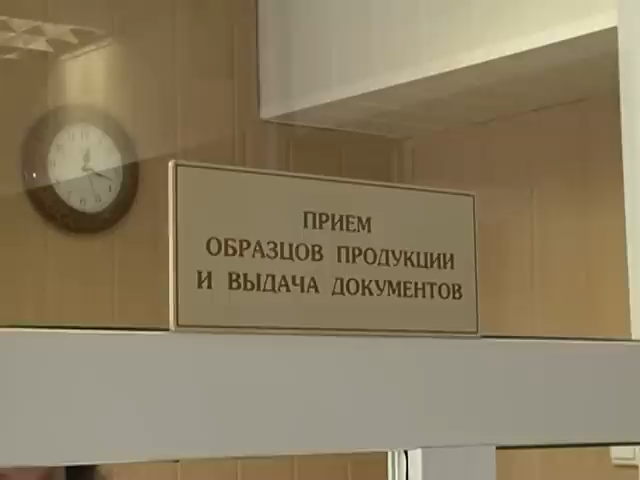 ПРИЕМ
ОБРАЗЦОВ ПРОДУКЦИИ
И ВЫДАЧА ДОКУМЕНТОВ